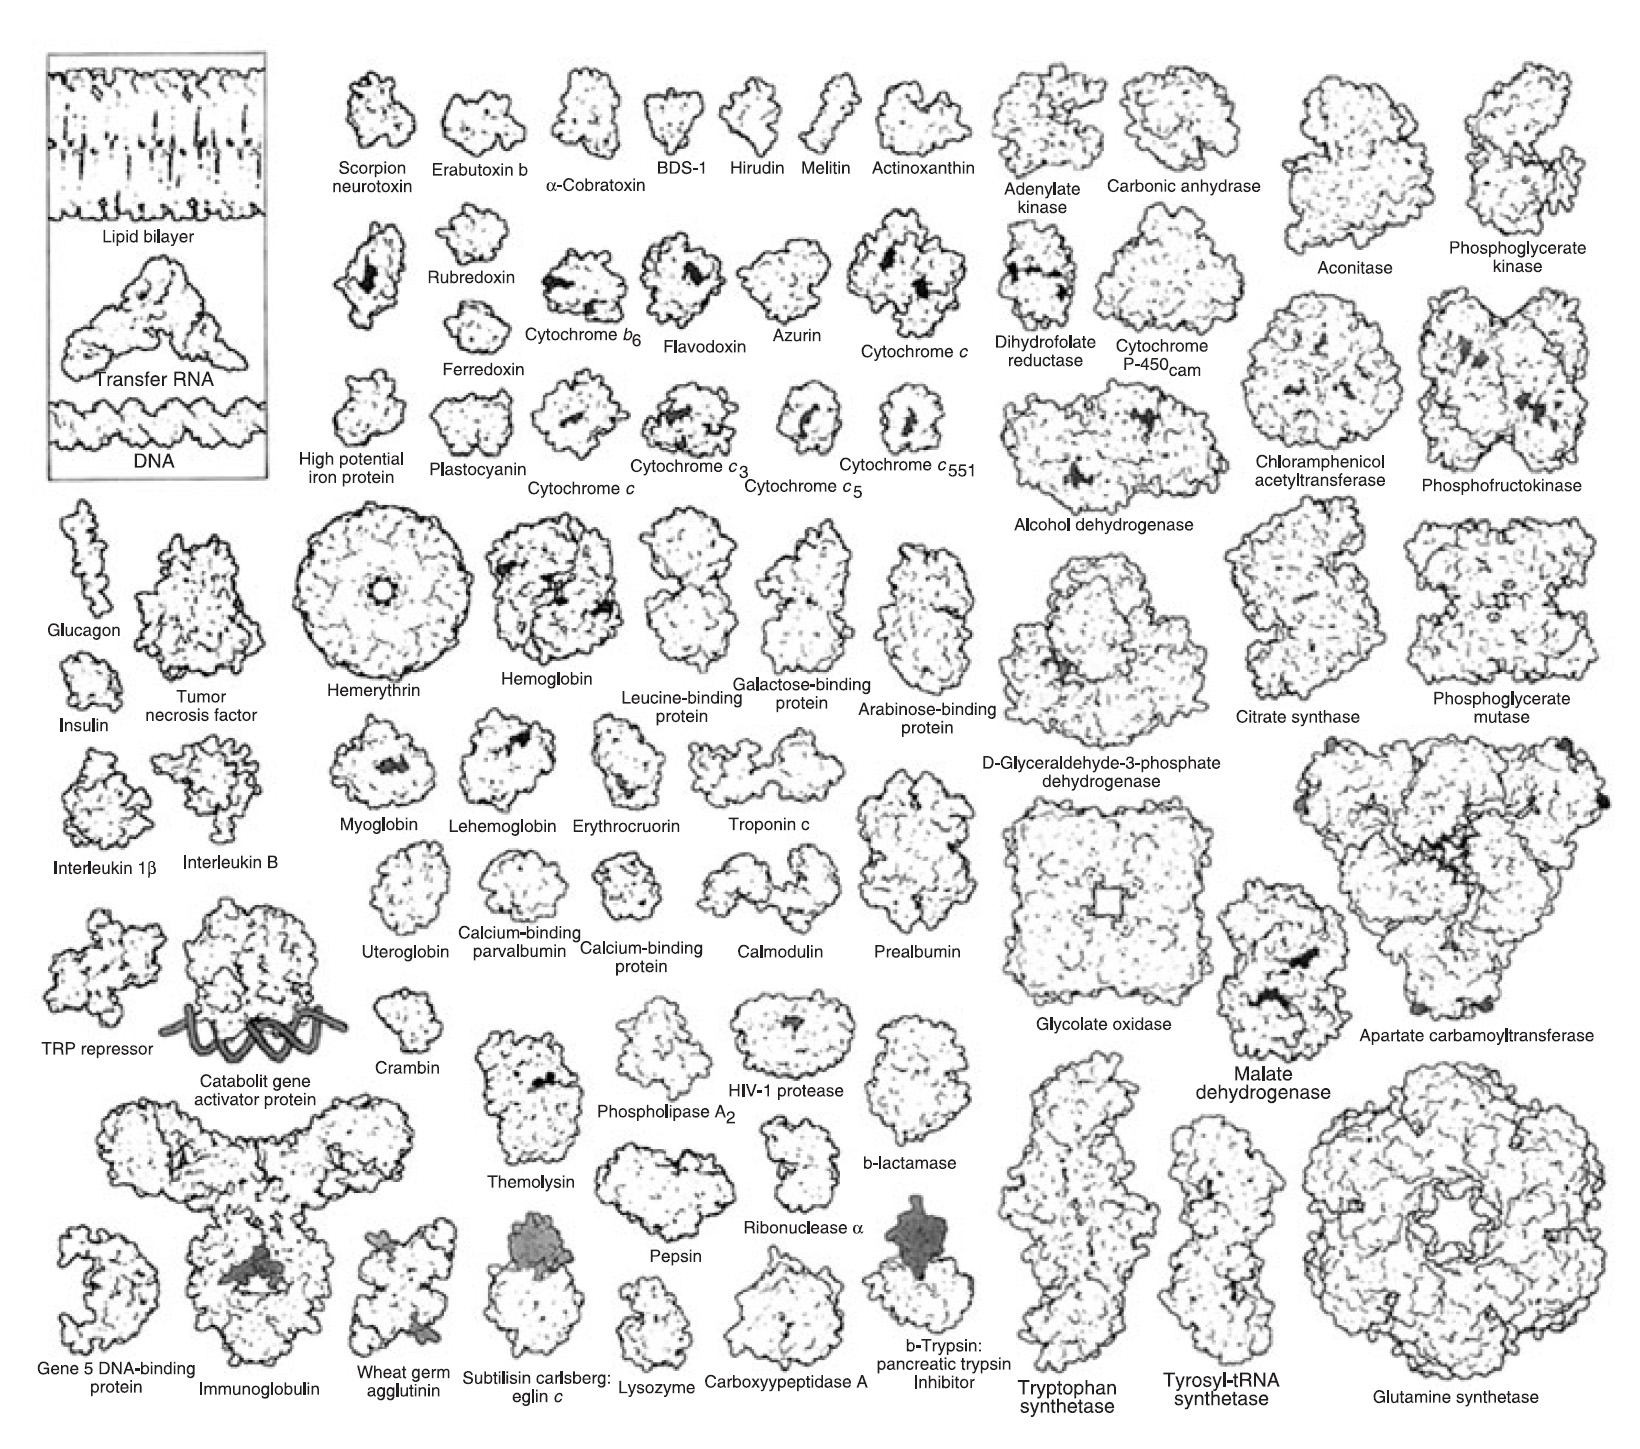 Lipid bilayer
Transfer RNA
DNA
Scorpion
neurotoxin
Erabutoxin b
α-Cobratoxin
BDS-1
Hirudin
Melitin
Actinoxanthin
Adenylate
kinase
Carbonic anhydrase
Aconitase
Phosphoglycerate
kinase
Rubredoxin
Ferredoxin
Cytochrome b6
Flavodoxin
Azurin
Cytochrome c
Dihydrofolate
reductase
Cytochrome
P-450cam
High potential
iron protein
Plastocyanin
Cytochrome c
Cytochrome c3
Cytochrome c5
Cytochrome c551
Alcohol dehydrogenase
Chloramphenicol
acetyltransferase
Phosphofructokinase
Glucagon
Insulin
Tumor
necrosis factor
Hemerythrin
Hemoglobin
Leucine-binding
protein
Galactose-binding
protein
Arabinose-binding
protein
D-Glyceraldehyde-3-phosphate
dehydrogenase
Citrate synthase
Phosphoglycerate
mutase
Interleukin 1β
Interleukin B
Myoglobin
Lehemoglobin
Erythrocruorin
Troponin c
Uteroglobin
Calcium-binding
parvalbumin
Calcium-binding
protein
Calmodulin
Prealbumin
Glycolate oxidase
Malate
dehydrogenase
Apartate carbamoyltransferase
TRP repressor
Catabolit gene
activator protein
Crambin
Themolysin
Phospholipase A2
HIV-1 protease
b-lactamase
Pepsin
Ribonuclease α
Gene 5 DNA-binding
protein
Immunoglobulin
Wheat germ
agglutinin
Subtilisin carlsberg:
eglin c
Lysozyme
Carboxyypeptidase A
b-Trypsin:
pancreatic trypsin
Inhibitor
Tryptophan
synthetase
Tyrosyl-tRNA
synthetase
Glutamine synthetase